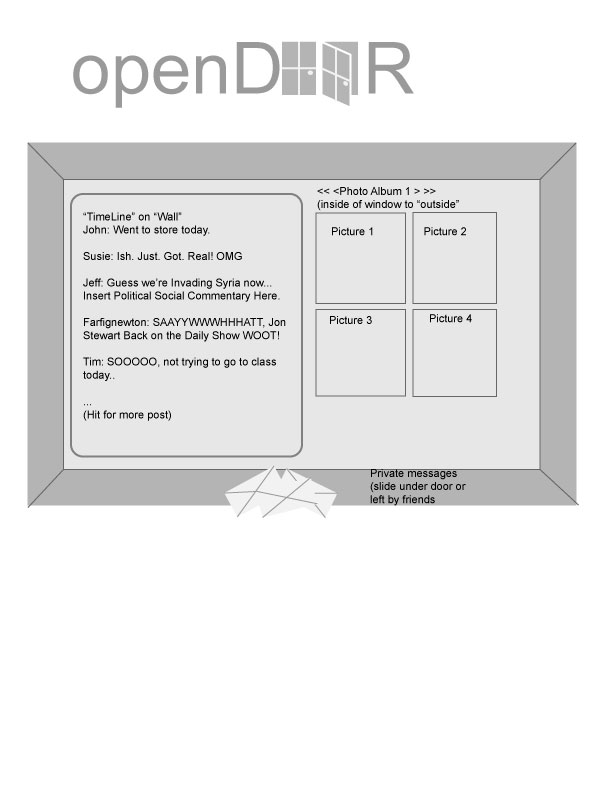 openDOOR
“TimeLine” on “Wall”
John: Went to store today.
Susie: Ish. Just. Got. Real! OMG
Jeff: Guess we’re Invading Syria now...
Insert Political Social Commentary Here.
Farfignewton: SAAYYWWWHHHATT, Jon
Stewart Back on the Daily Show WOOT!
Tim: SOOOOO, not trying to go to class
today..
...
(Hit for more post)
<< <Photo Album 1 > >>
(inside of window to “outside”
Picture 1
Picture 2
Picture 3
Picture 4
Private messages
(slide under door or
left by friends